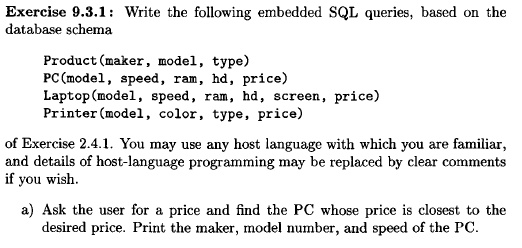 Exercise 9.3.1: Write the following embedded SQL queries, based on the
database schema
Product(maker, model, type)
PC(model, speed, ram, hd, price)
Laptop(model, speed, ram, hd, screen, price)
Printer(model, color, type, price)
of Exercise 2.4.1. You may use any host language with which you are familiar,
and details of host-language programming may be replaced by clear comments
if you wish.
a) Ask the user for a price and find the PC whose price is closest to the
desired price. Print the maker, model number, and speed of the PC.